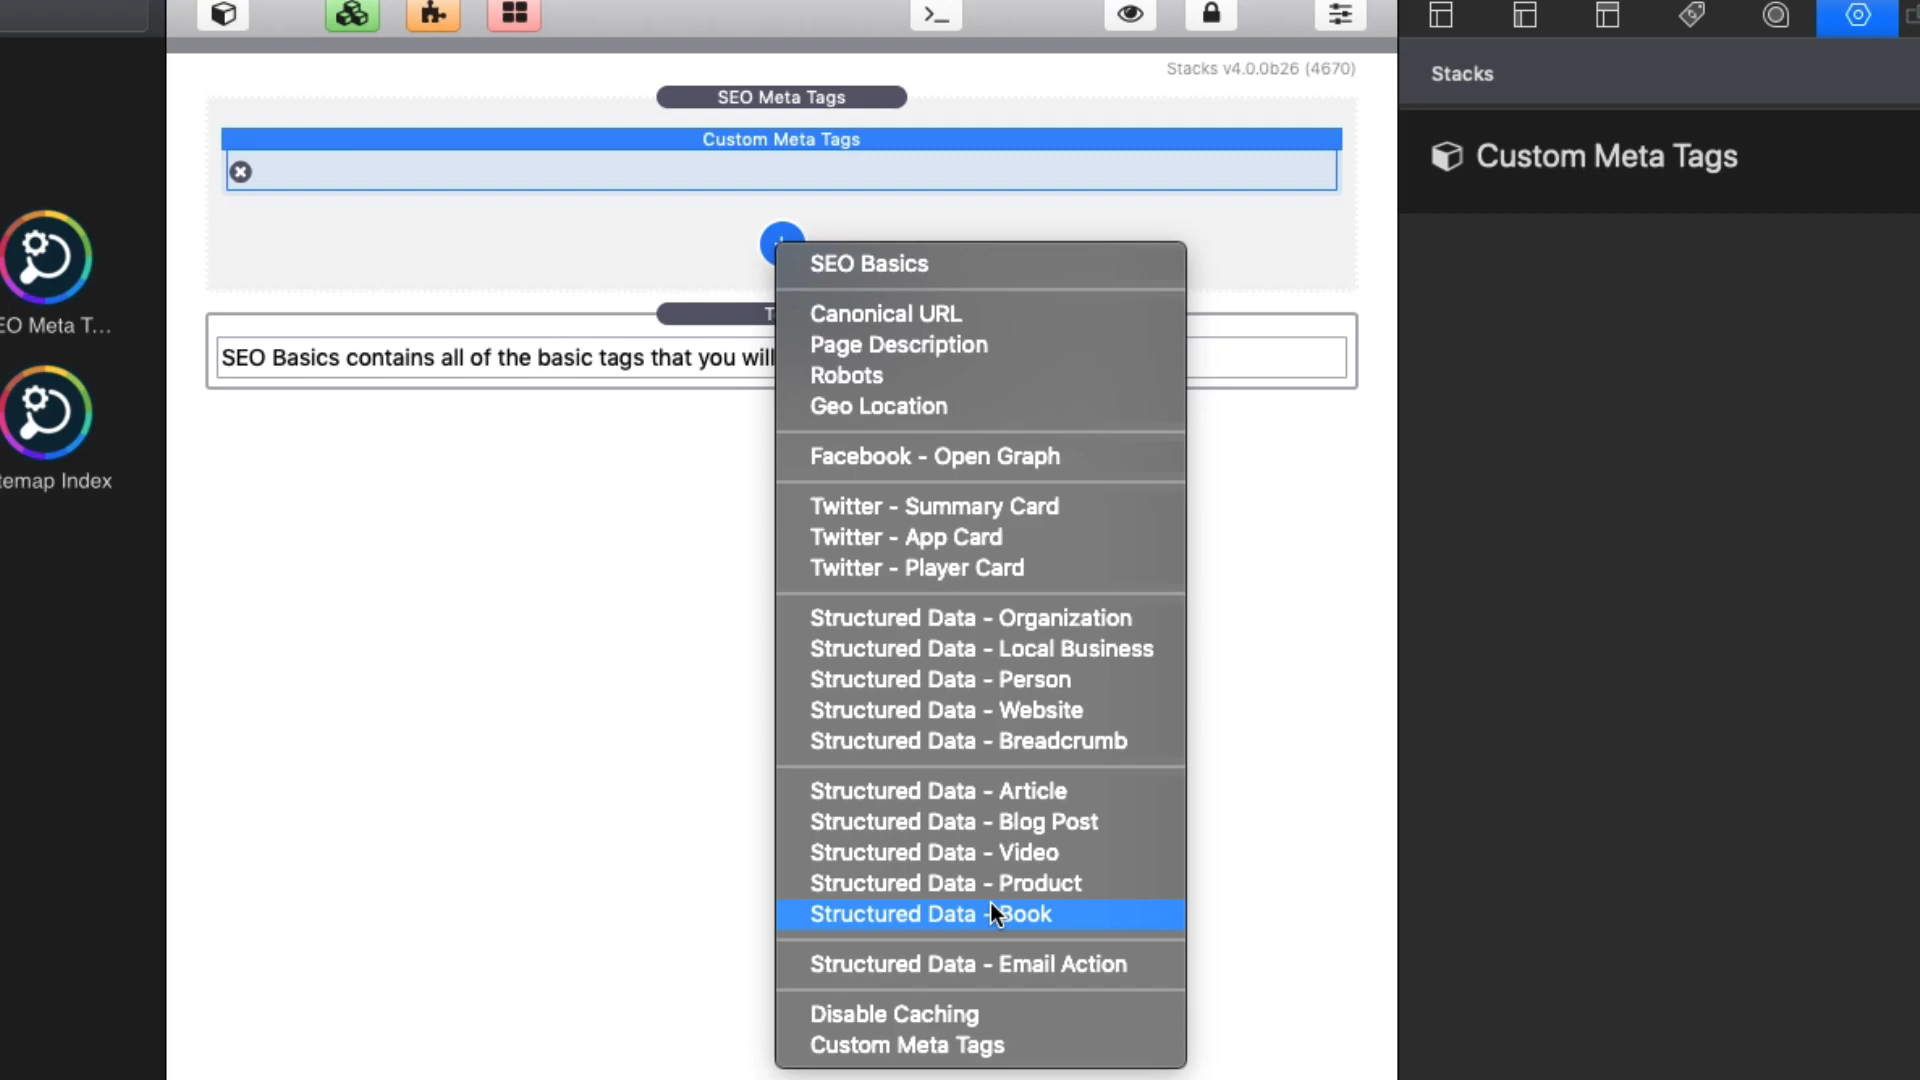 Stacks
Stacks v4.0.0b26 (4670)
SEO Meta Tags
Custom Meta Tags
Custom Meta Tags
SEO Basics
Canonical URL
Page Description
Robots
Geo Location
Facebook - Open Graph
Twitter - Summary Card
Twitter - App Card
Twitter - Player Card
Structured Data - Organization
Structured Data - Local Business
Structured Data - Person
Structured Data - Website
Structured Data - Breadcrumb
Structured Data - Article
Structured Data - Blog Post
Structured Data - Video
Structured Data - Product
Structured Data - Book
Structured Data - Email Action
Disable Caching
Custom Meta Tags
SEO Basics contains all of the basic tags that you will
EO Meta T...
temap Index